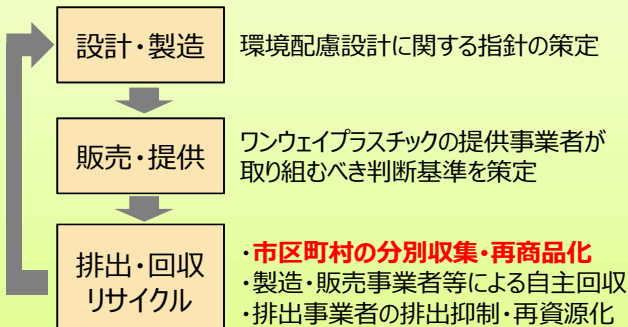 設計・製造
環境配慮設計に関する指針の策定
販売・提供
ワンウェイプラスチックの提供事業者が
取り組むべき判断基準を策定
排出・回収
リサイクル
・市区町村の分別収集・再商品化
・製造・販売事業者等による自主回収
・排出事業者の排出抑制・再資源化